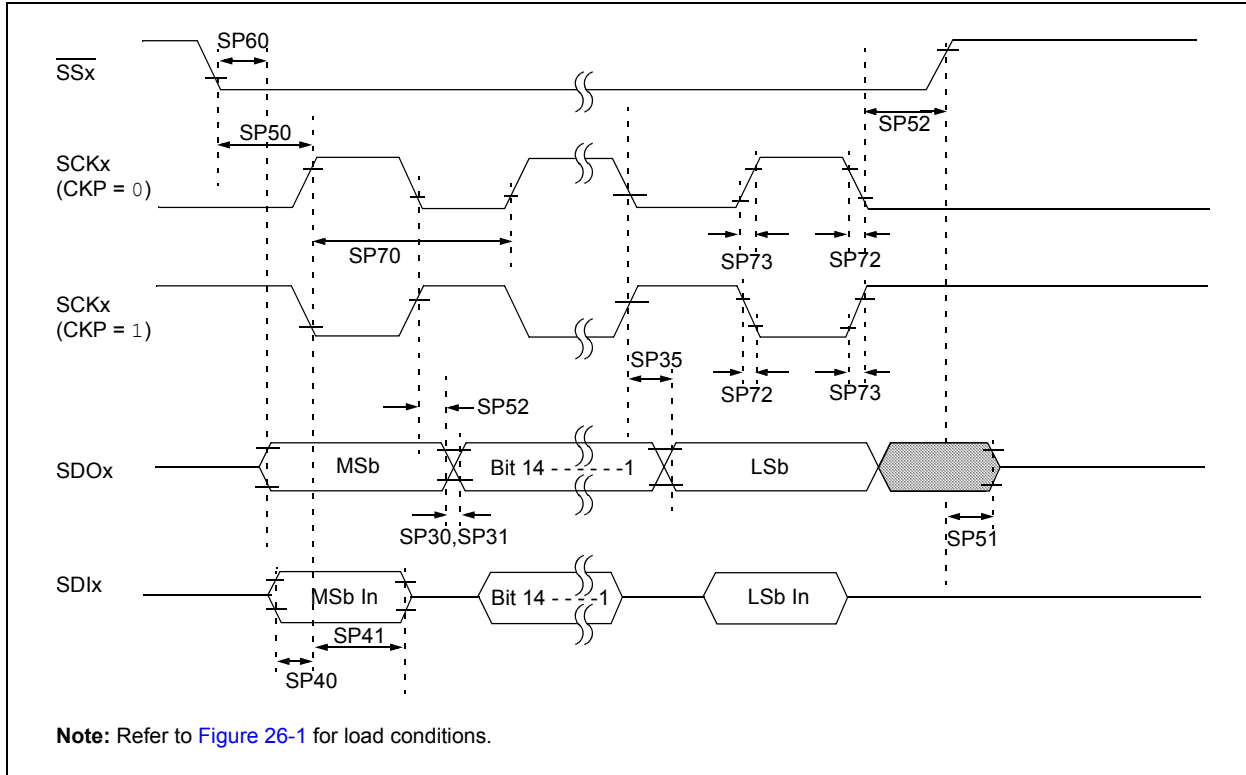 SP60
SSx
SP52
SP50
SCKx
(CKP = 0)
SP70
SP73
SP72
SCKx
(CKP = 1)
SP35
SP72
SP73
SP52
SDOx
MSb
Bit 14 - - - - - -1
LSb
SP30,SP31
SP51
SDIx
MSb In
Bit 14 - - - -1
LSb In
SP41
SP40
Note: Refer to Figure 26-1 for load conditions.